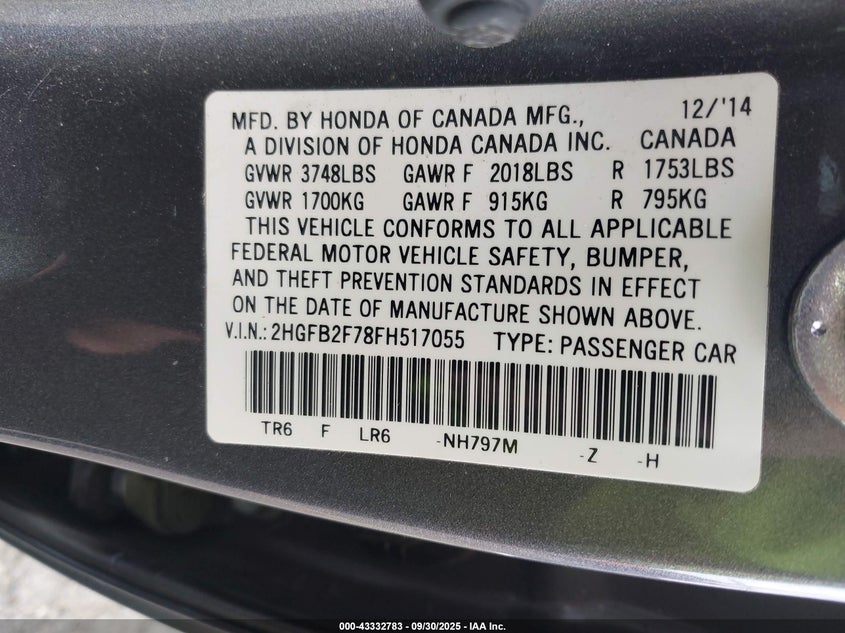 MFD. BY HONDA OF CANADA MFG., 12/'14
A DIVISION OF HONDA CANADA INC. CANADA
GVWR 3748LBS GAWR F 2018LBS R 1753LBS
GVWR 1700KG GAWR F 915KG R 795KG
THIS VEHICLE CONFORMS TO ALL APPLICABLE
FEDERAL MOTOR VEHICLE SAFETY, BUMPER,
AND THEFT PREVENTION STANDARDS IN EFFECT
ON THE DATE OF MANUFACTURE SHOWN ABOVE.
V.I.N.: 2HGFB2F78FH517055 TYPE: PASSENGER CAR
TR6 F LR6 -NH797M -Z -H
000-43332783 - 09/30/2025 - IAA Inc.